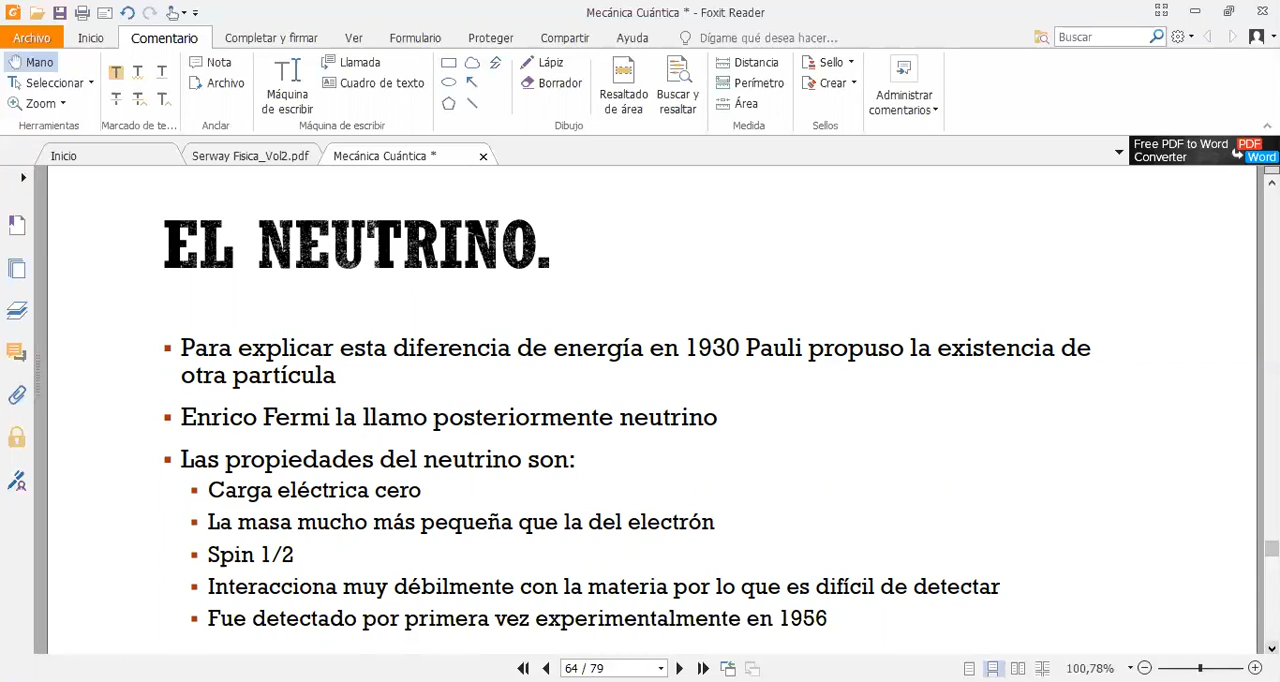 Mecánica Cuántica * - Foxit Reader
Archivo Inicio Comentario Completar y firmar Ver Formulario Proteger Compartir Ayuda Dígame qué desea hacer... Buscar
Mano
Seleccionar
Zoom
Herramientas
Marcado de te...
Nota
Archivo
Anclar
Máquina de escribir
Llamada
Cuadro de texto
Máquina de escribir
Lápiz
Borrador
Dibujo
Resaltado de área
Buscar y resaltar
Distancia
Perímetro
Área
Medida
Sello
Crear
Sellos
Administrar comentarios
Inicio Serway Fisica_Vol2.pdf Mecánica Cuántica *
Free PDF to Word Converter PDF Word
EL NEUTRINO.
Para explicar esta diferencia de energía en 1930 Pauli propuso la existencia de
otra partícula
Enrico Fermi la llamo posteriormente neutrino
Las propiedades del neutrino son:
Carga eléctrica cero
La masa mucho más pequeña que la del electrón
Spin 1/2
Interacciona muy débilmente con la materia por lo que es difícil de detectar
Fue detectado por primera vez experimentalmente en 1956
64 / 79
100,78%